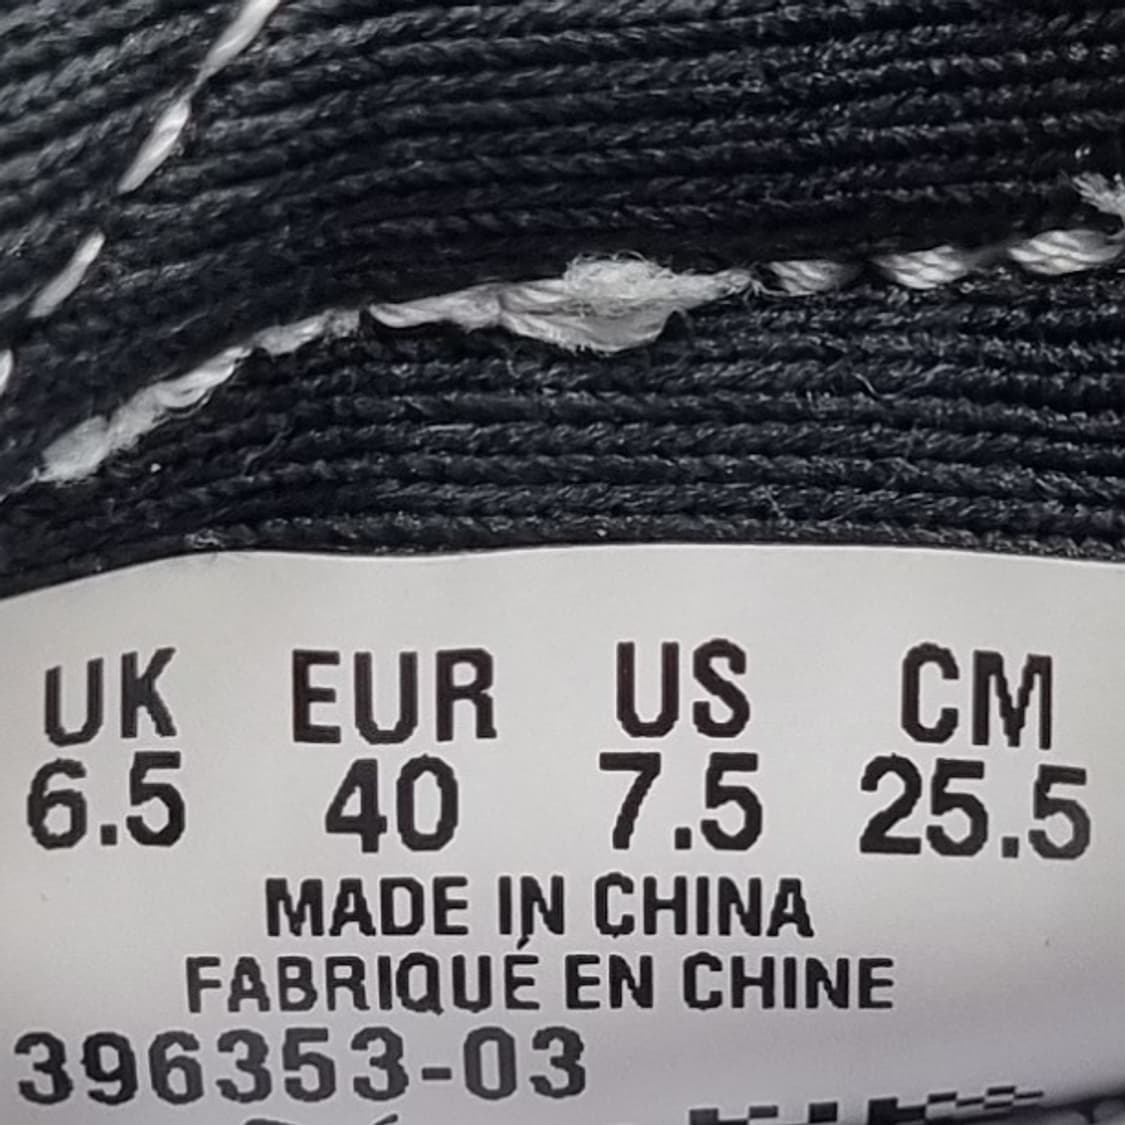 UK EUR US CM
6.5 40 7.5 25.5
MADE IN CHINA
FABRIQUÉ EN CHINE
396353-03